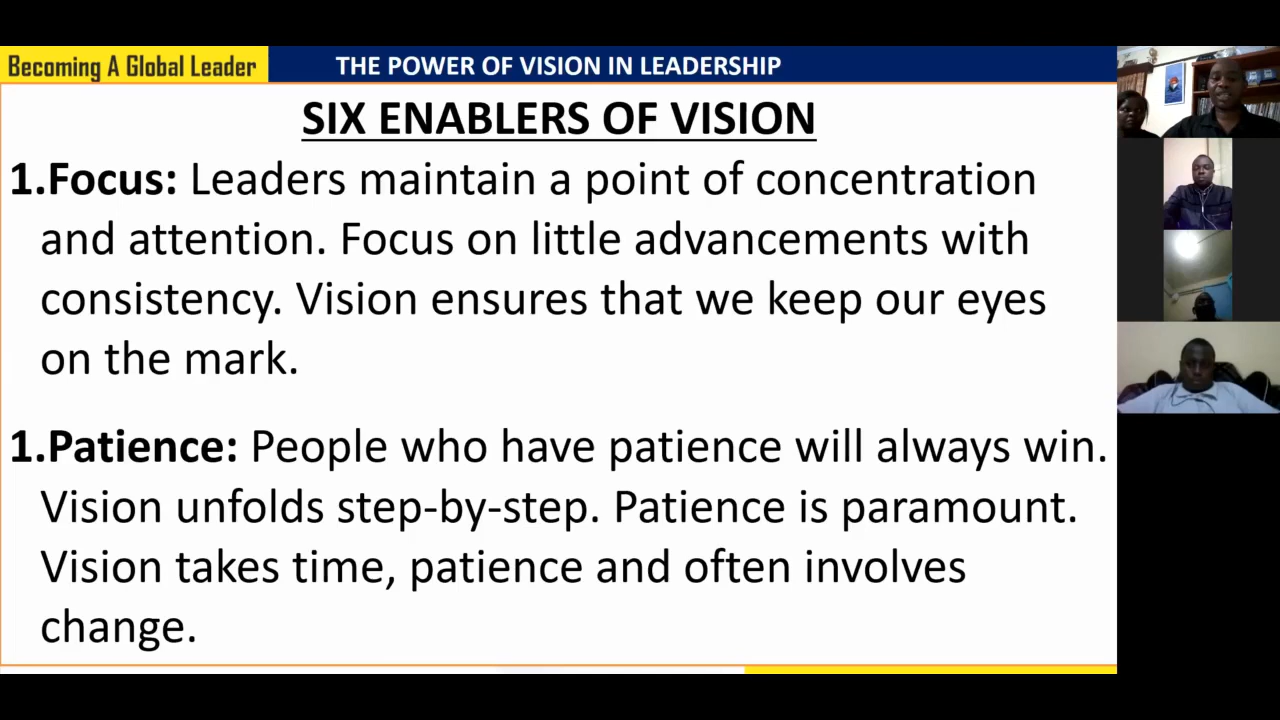 Becoming A Global Leader
THE POWER OF VISION IN LEADERSHIP
SIX ENABLERS OF VISION
1.Focus: Leaders maintain a point of concentration
and attention. Focus on little advancements with
consistency. Vision ensures that we keep our eyes
on the mark.
1.Patience: People who have patience will always win.
Vision unfolds step-by-step. Patience is paramount.
Vision takes time, patience and often involves
change.